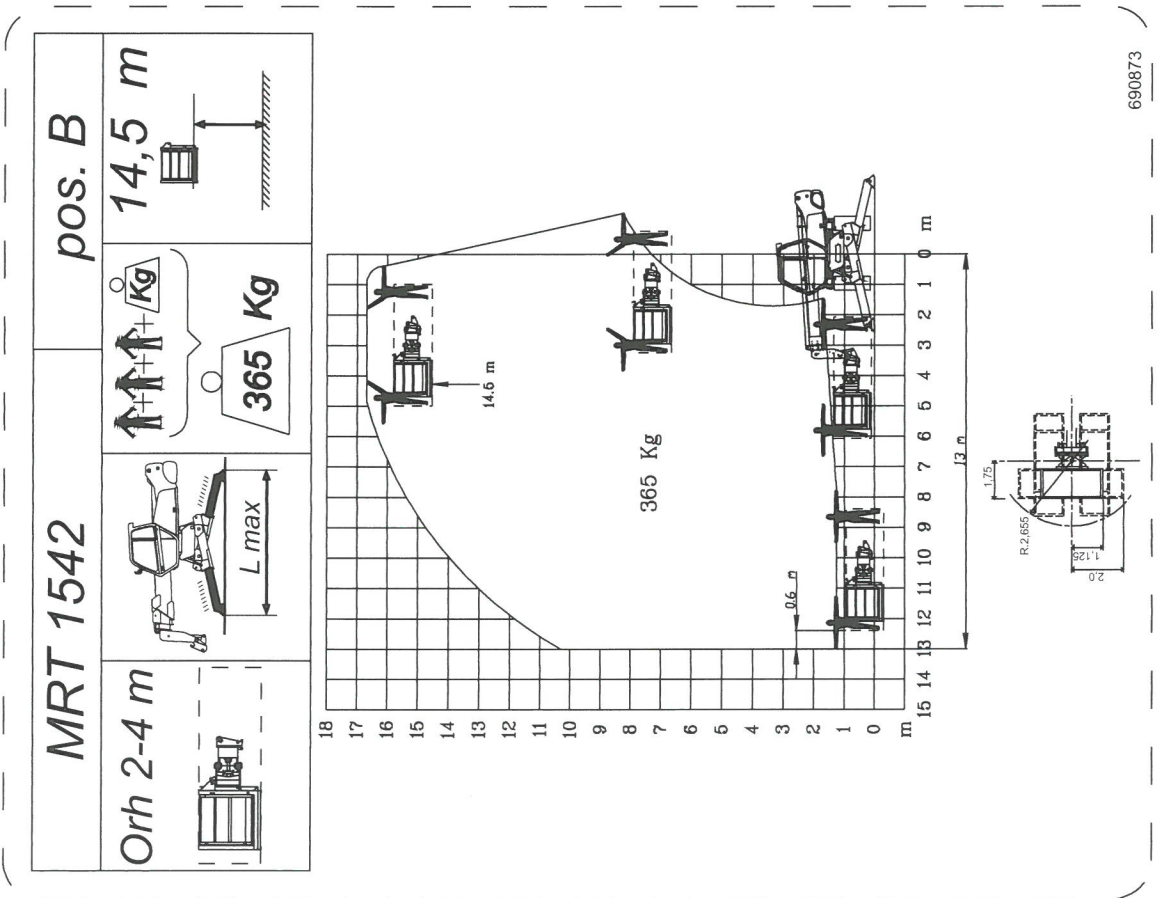 MRT 1542
pos. B
Orh 2-4 m
L max
Kg
365 Kg
14,5 m
18
17
16
15
14
13
12
11
10
9
8
7
6
5
4
3
2
1
0
m
15 14 13 12 11 10 9 8 7 6 5 4 3 2 1 0 m
14.6 m
365 Kg
0.6 m
13 m
1,75
R.2,655
1,125
2,0
690873